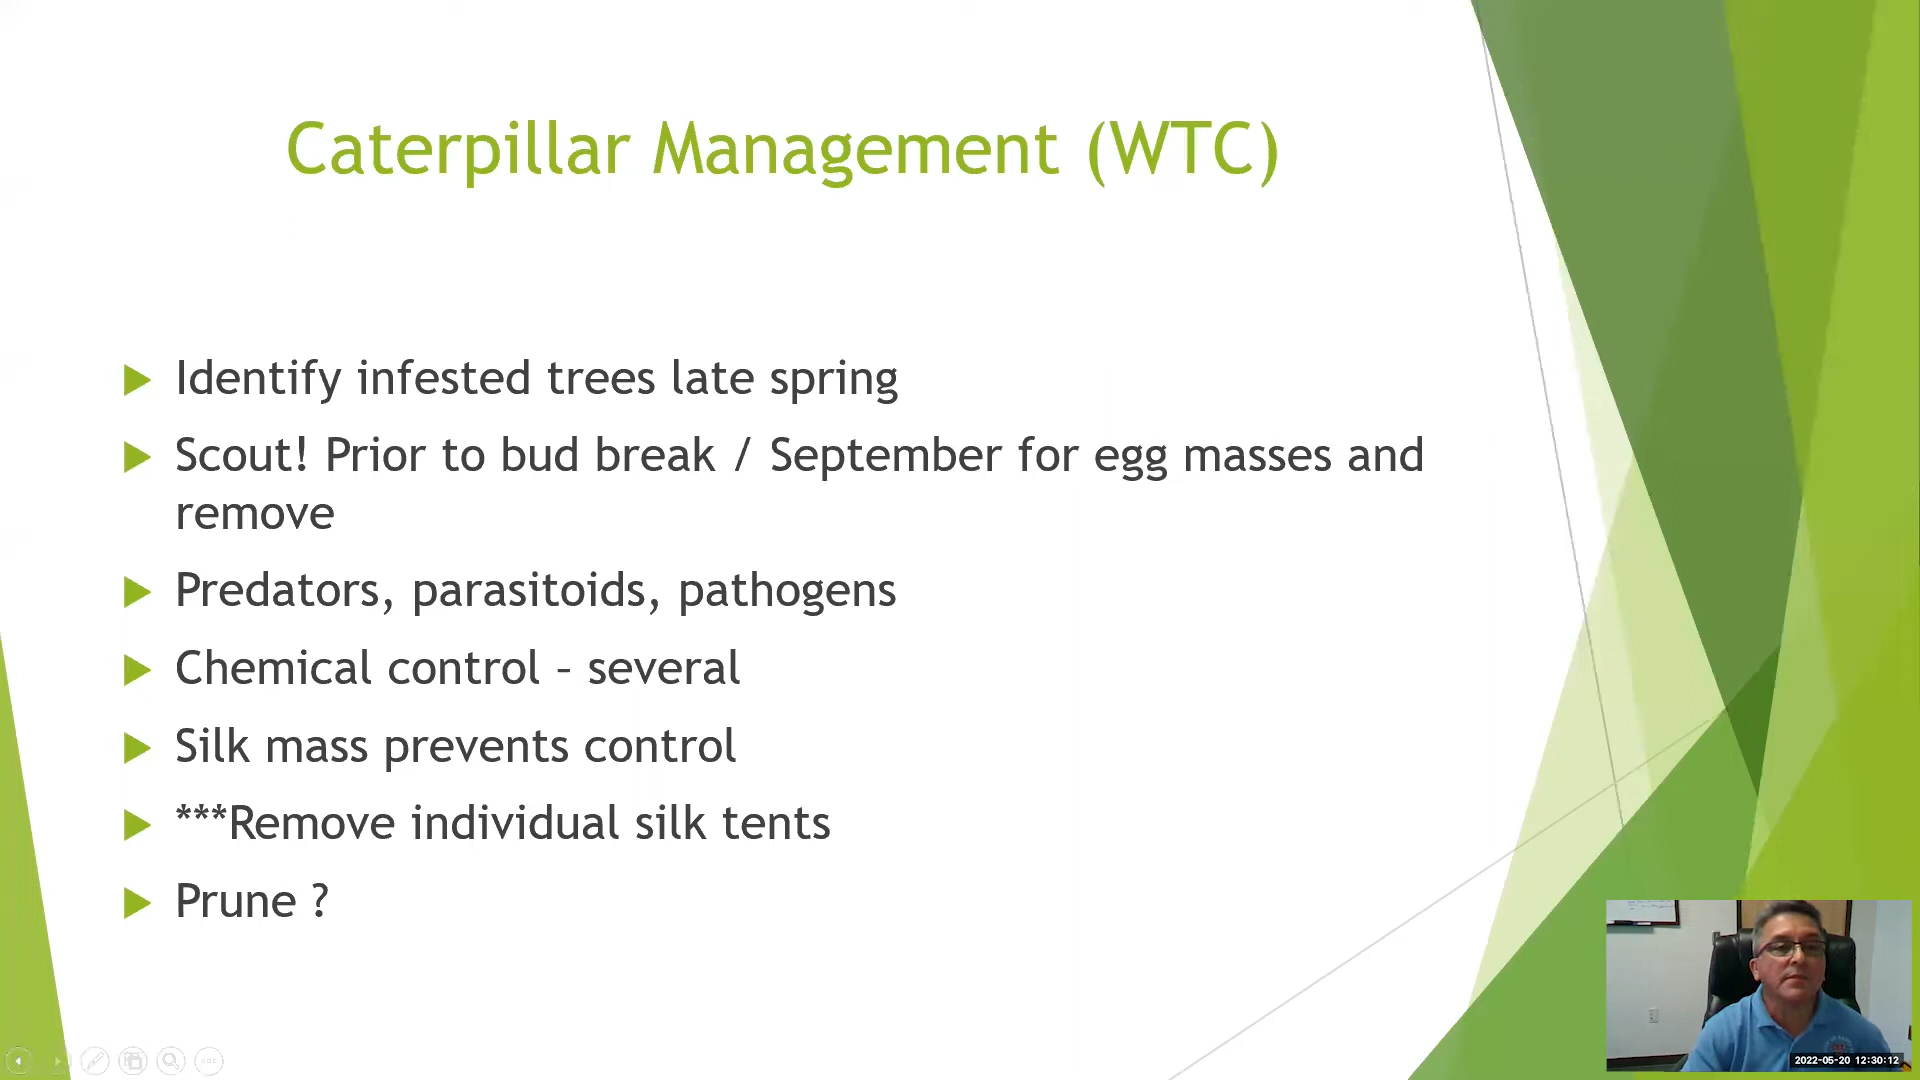 Caterpillar Management (WTC)
Identify infested trees late spring
Scout! Prior to bud break / September for egg masses and
remove
Predators, parasitoids, pathogens
Chemical control – several
Silk mass prevents control
***Remove individual silk tents
Prune ?
2022-05-20 12:30:12